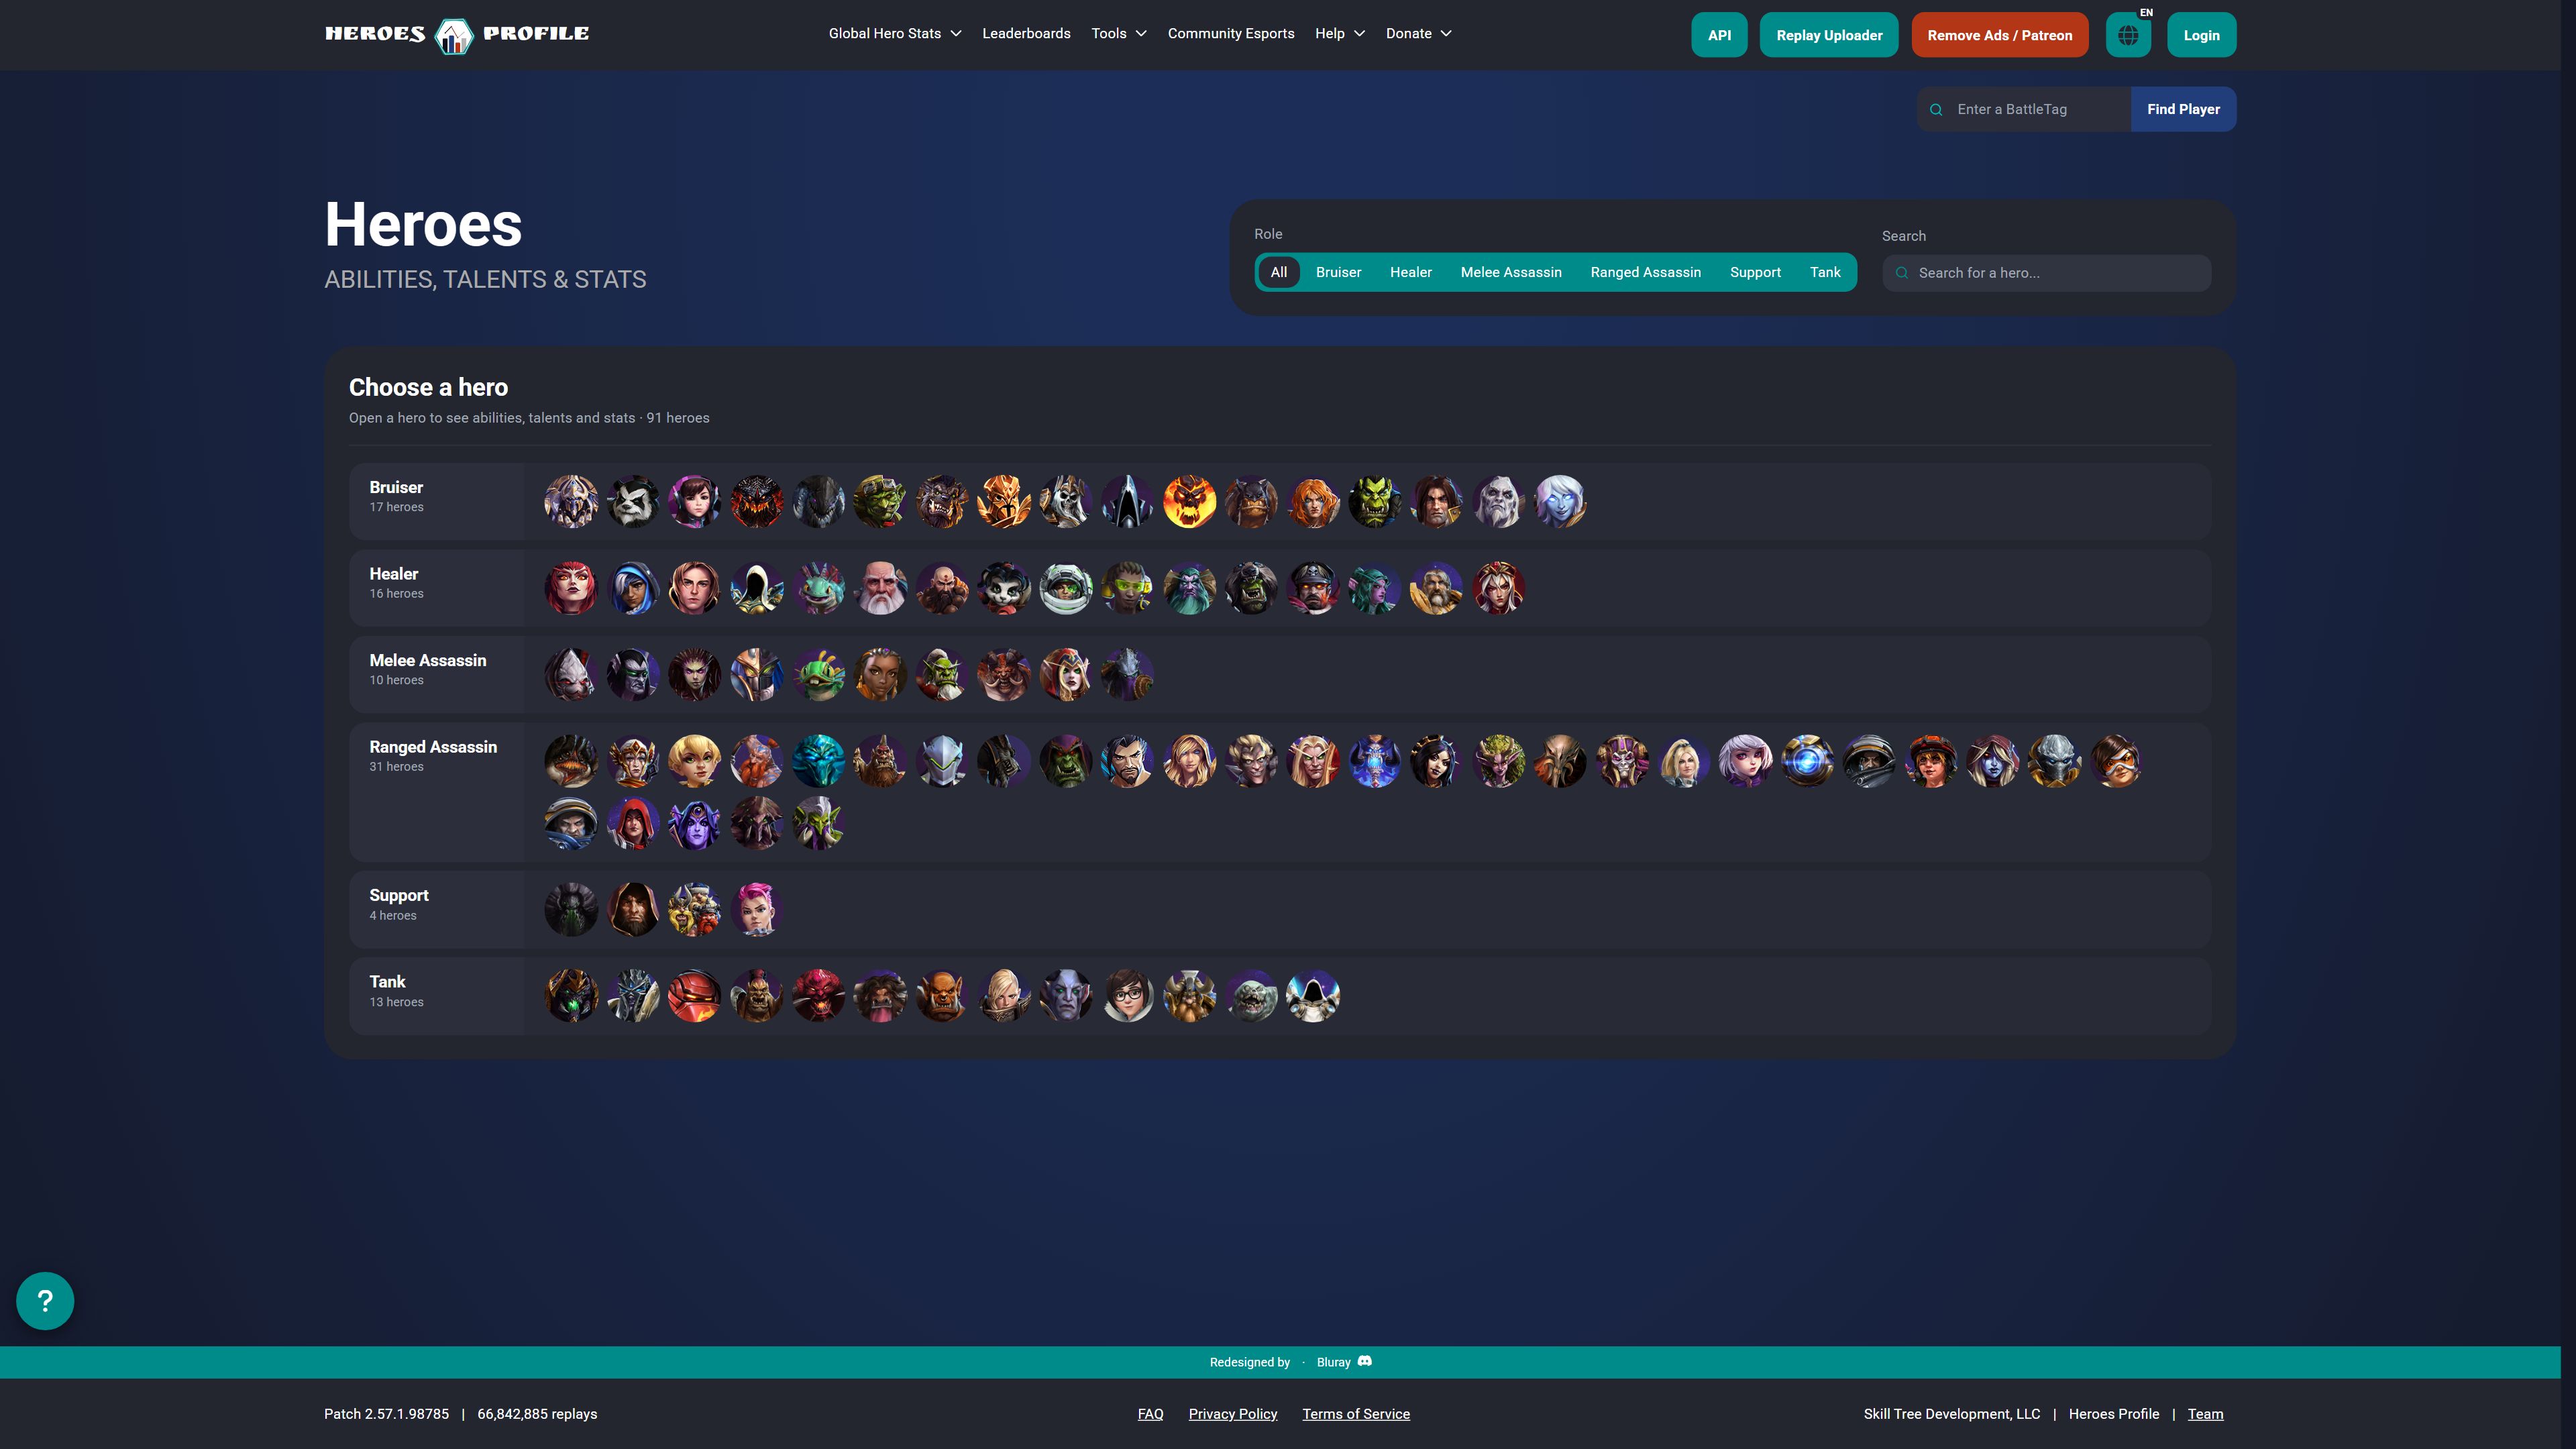 HEROES PROFILE
Global Hero Stats Leaderboards Tools Community Esports Help Donate
API Replay Uploader Remove Ads / Patreon EN Login
Enter a BattleTag Find Player
Heroes
ABILITIES, TALENTS & STATS
Role
All Bruiser Healer Melee Assassin Ranged Assassin Support Tank
Search
Search for a hero...
Choose a hero
Open a hero to see abilities, talents and stats · 91 heroes
Bruiser
17 heroes
Healer
16 heroes
Melee Assassin
10 heroes
Ranged Assassin
31 heroes
Support
4 heroes
Tank
13 heroes
?
Redesigned by · Bluray
Patch 2.57.1.98785 | 66,842,885 replays
FAQ Privacy Policy Terms of Service
Skill Tree Development, LLC | Heroes Profile | Team